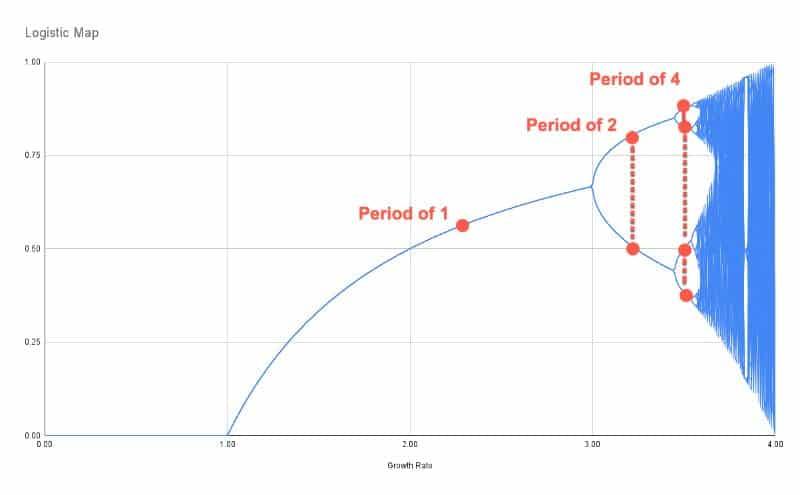 Logistic Map
1.00
Period of 4
Period of 2
0.75
Period of 1
0.50
0.25
0.00
0.00 1.00 2.00 3.00 4.00
Growth Rate